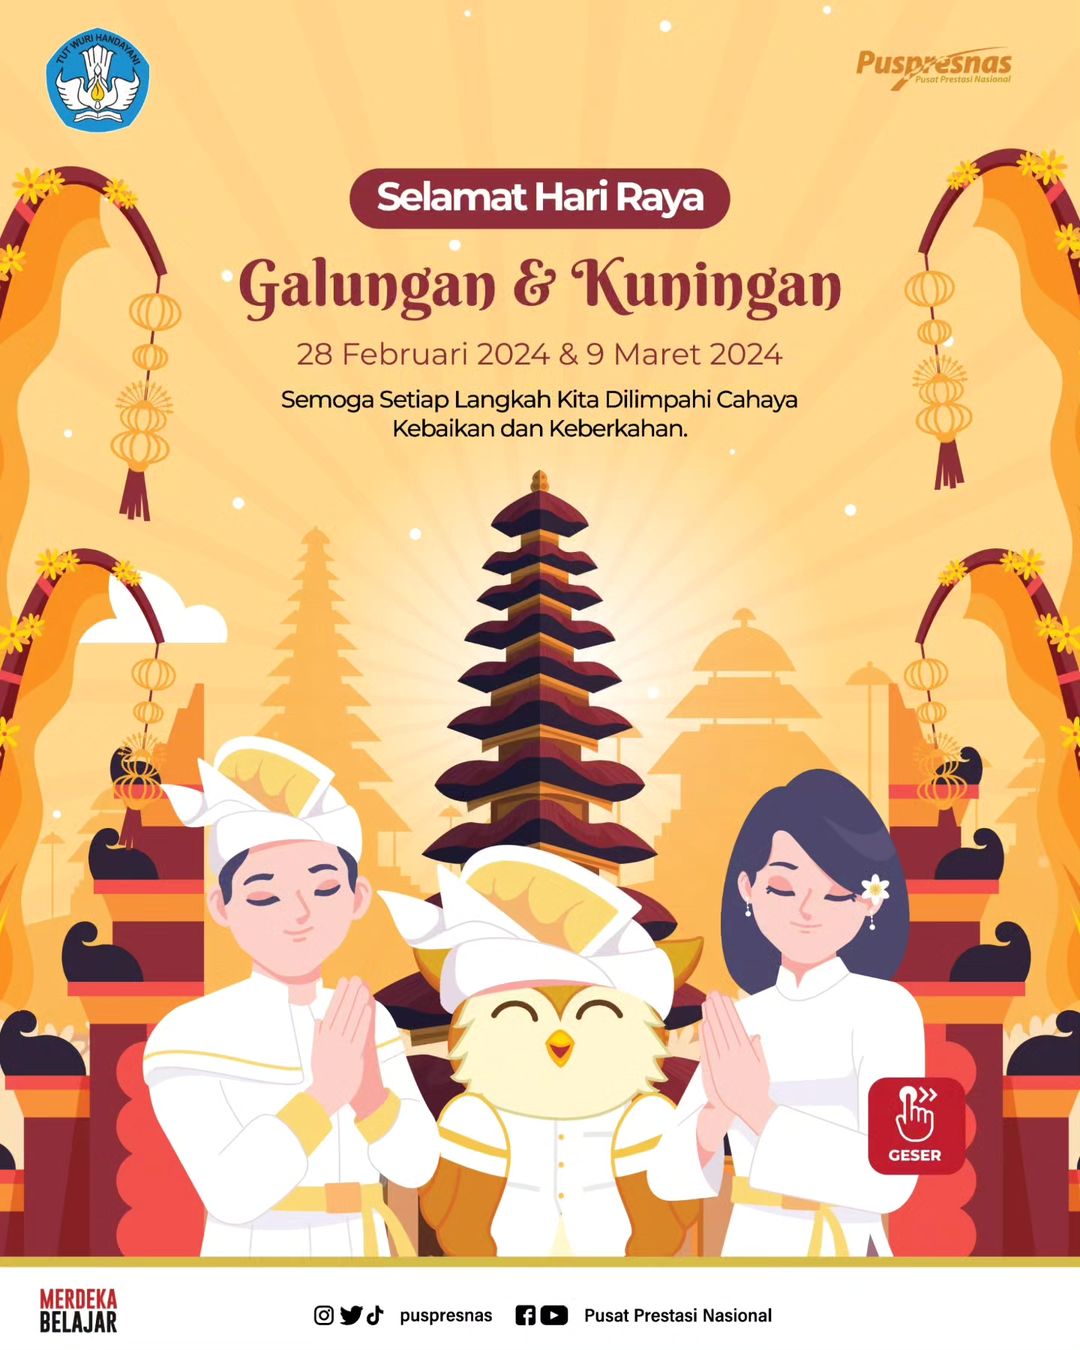 TUT WURI HANDAYANI
Puspresnas
Pusat Prestasi Nasional
Selamat Hari Raya
Galungan & Kuningan
28 Februari 2024 & 9 Maret 2024
Semoga Setiap Langkah Kita Dilimpahi Cahaya
Kebaikan dan Keberkahan.
GESER
MERDEKA
BELAJAR
puspresnas
Pusat Prestasi Nasional